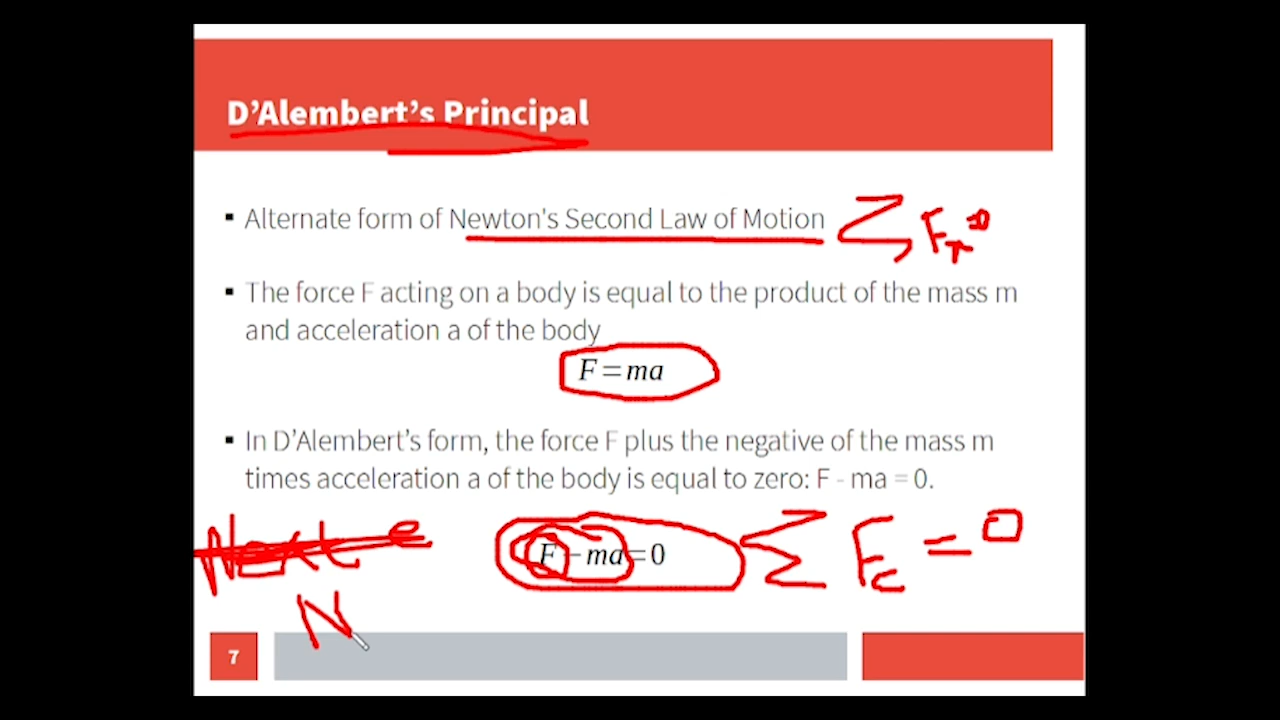 D'Alembert's Principal
▪ Alternate form of Newton's Second Law of Motion
▪ The force F acting on a body is equal to the product of the mass m
and acceleration a of the body
F=ma
▪ In D'Alembert's form, the force F plus the negative of the mass m
times acceleration a of the body is equal to zero: F - ma = 0.
F−ma=0 Σ F = 0
N
7